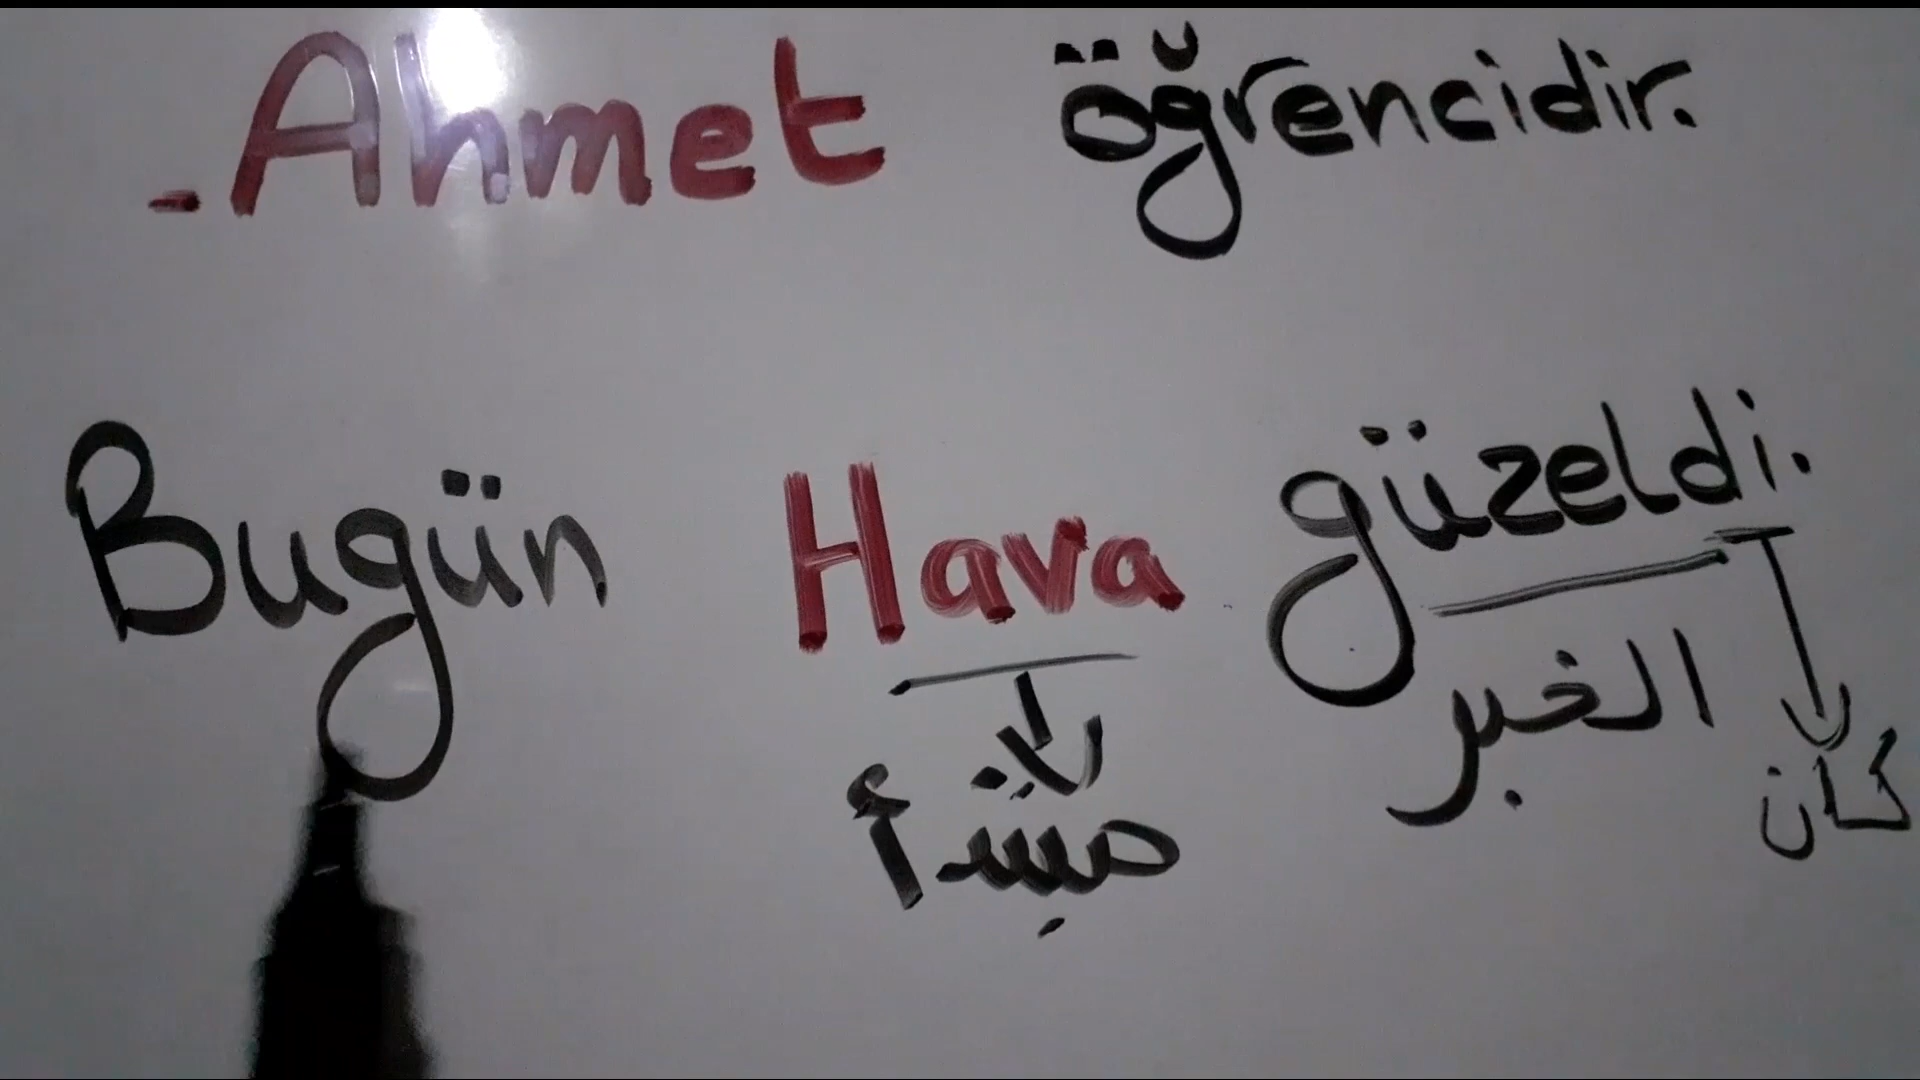 - Ahmet öğrencidir.
Bugün Hava güzeldi.
مبتدأ
الخبر
كان